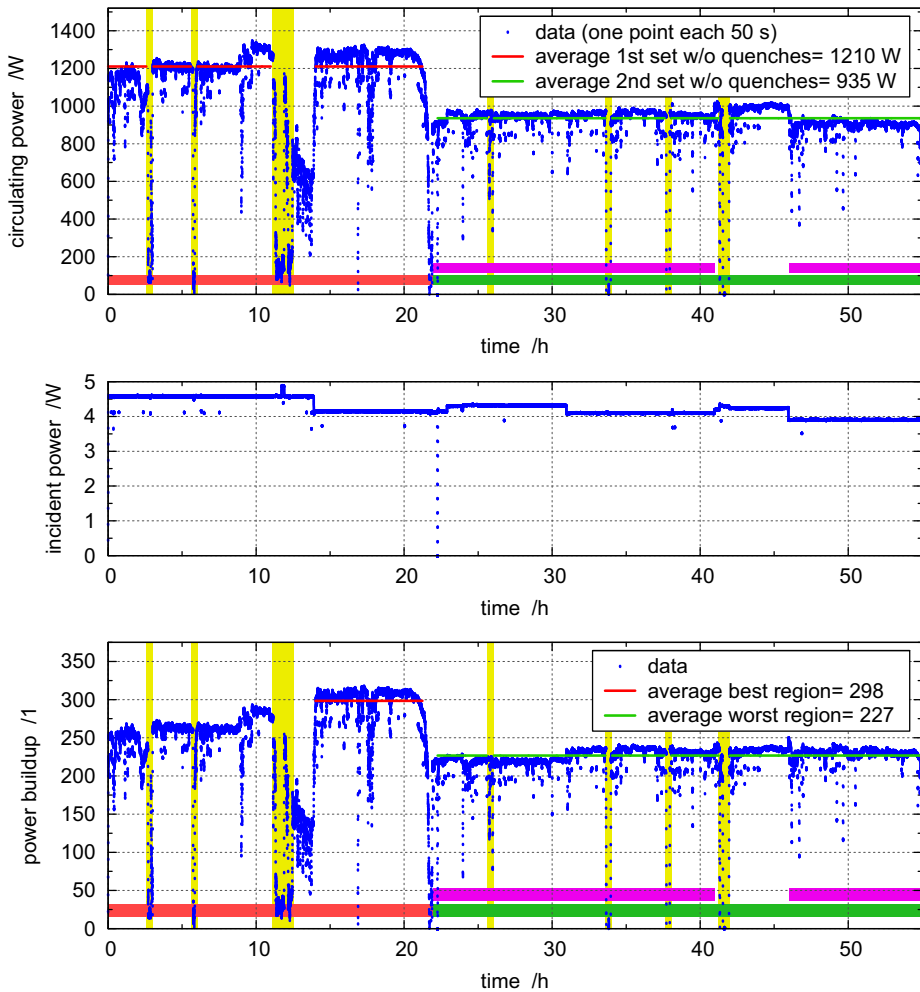 circulating power /W
1400
1200
1000
800
600
400
200
0
data (one point each 50 s)
average 1st set w/o quenches= 1210 W
average 2nd set w/o quenches= 935 W
0 10 20 30 40 50
time /h
incident power /W
5
4
3
2
4
5
0
0 10 20 30 40 50
time /h
power buildup /1
350
300
250
200
150
100
50
0
data
average best region= 298
average worst region= 227
0 10 20 30 40 50
time /h